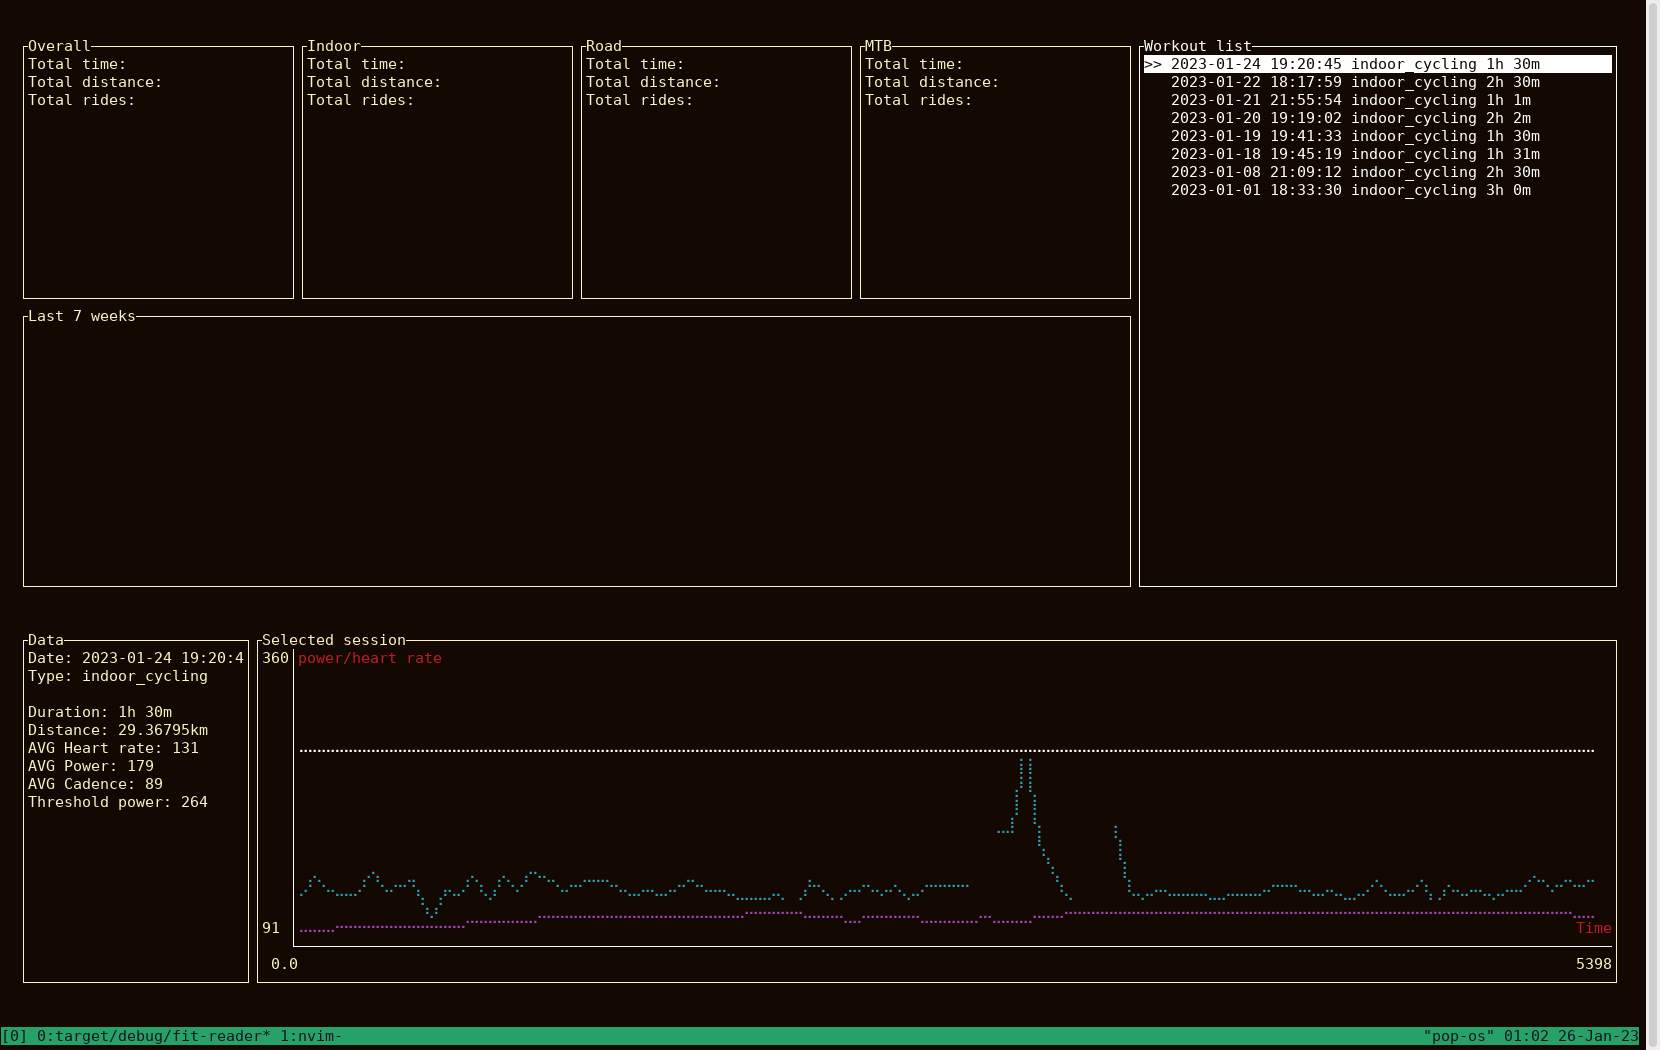 Overall
Total time:
Total distance:
Total rides:
Indoor
Total time:
Total distance:
Total rides:
Road
Total time:
Total distance:
Total rides:
MTB
Total time:
Total distance:
Total rides:
Workout list
>> 2023-01-24 19:20:45 indoor_cycling 1h 30m
2023-01-22 18:17:59 indoor_cycling 2h 30m
2023-01-21 21:55:54 indoor_cycling 1h 1m
2023-01-20 19:19:02 indoor_cycling 2h 2m
2023-01-19 19:41:33 indoor_cycling 1h 30m
2023-01-18 19:45:19 indoor_cycling 1h 31m
2023-01-08 21:09:12 indoor_cycling 2h 30m
2023-01-01 18:33:30 indoor_cycling 3h 0m
Last 7 weeks
Data
Date: 2023-01-24 19:20:4
Type: indoor_cycling
Duration: 1h 30m
Distance: 29.36795km
AVG Heart rate: 131
AVG Power: 179
AVG Cadence: 89
Threshold power: 264
Selected session
360 power/heart rate
91
Time
0.0
5398
[0] 0:target/debug/fit-reader* 1:nvim- "pop-os" 01:02 26-Jan-23